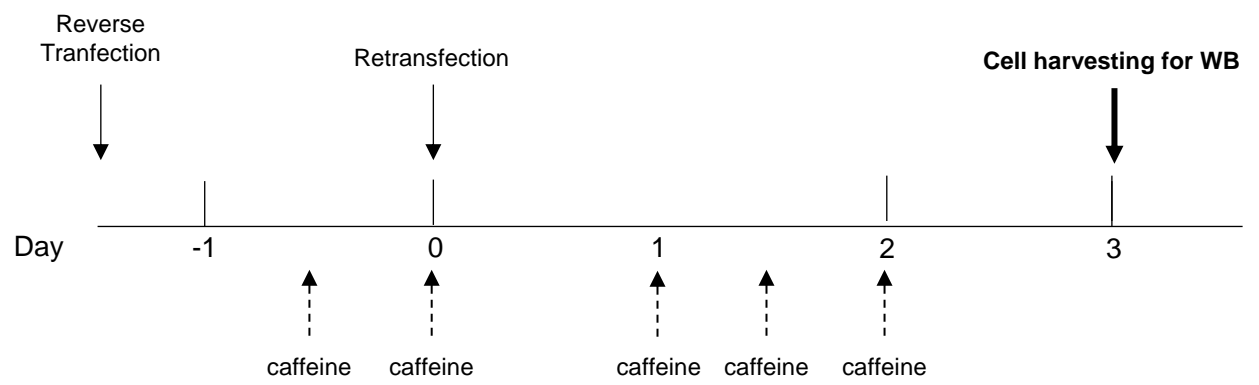 Reverse
Tranfection
Retransfection
Cell harvesting for WB
Day
-1
0
1
2
3
caffeine
caffeine
caffeine
caffeine
caffeine